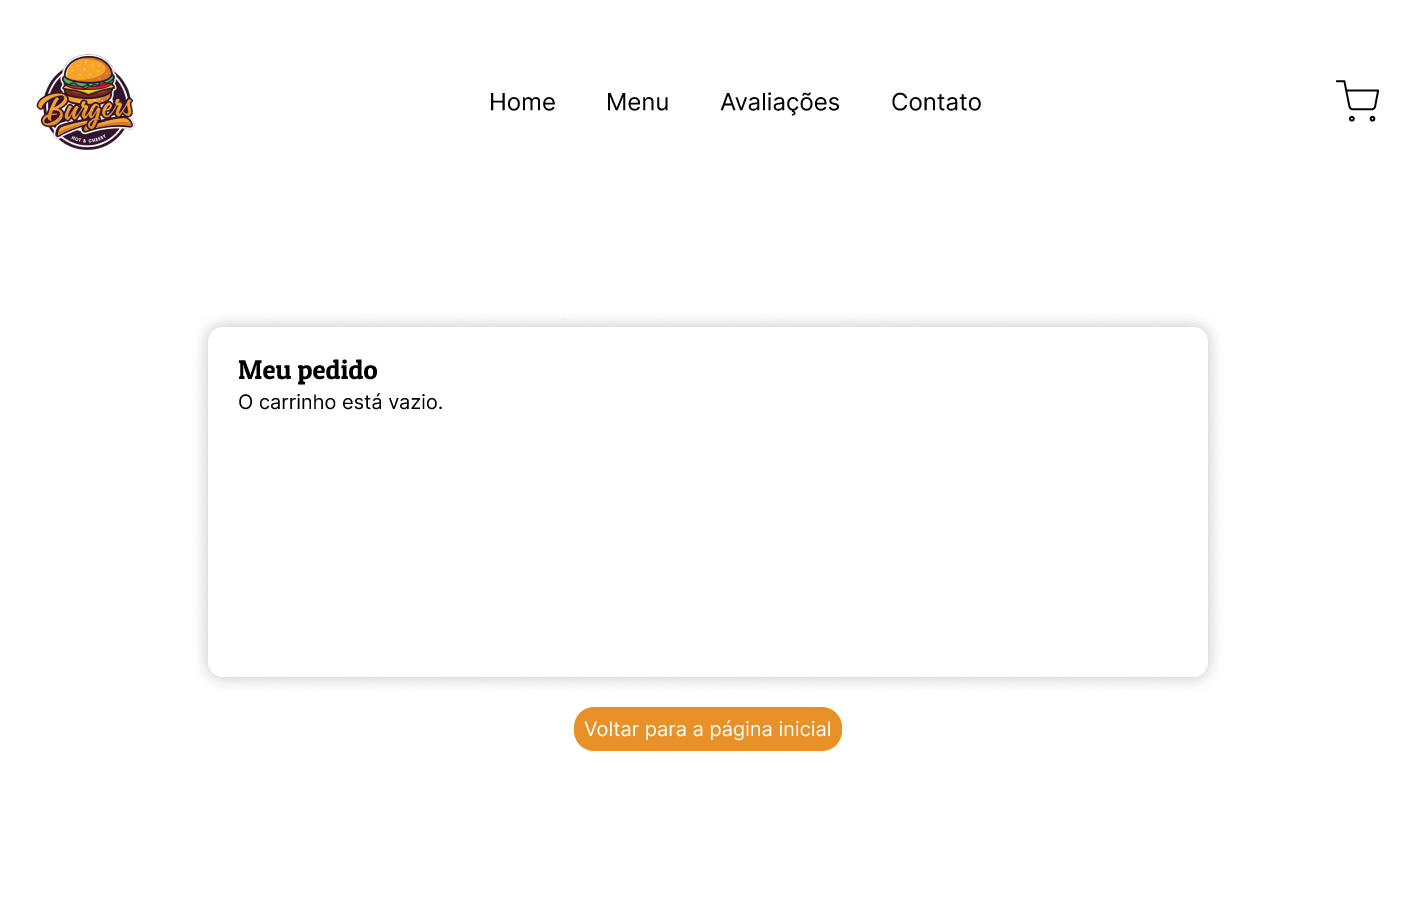 Burgers
HOT & CHEESY
Home
Menu
Avaliações
Contato
Meu pedido
O carrinho está vazio.
Voltar para a página inicial